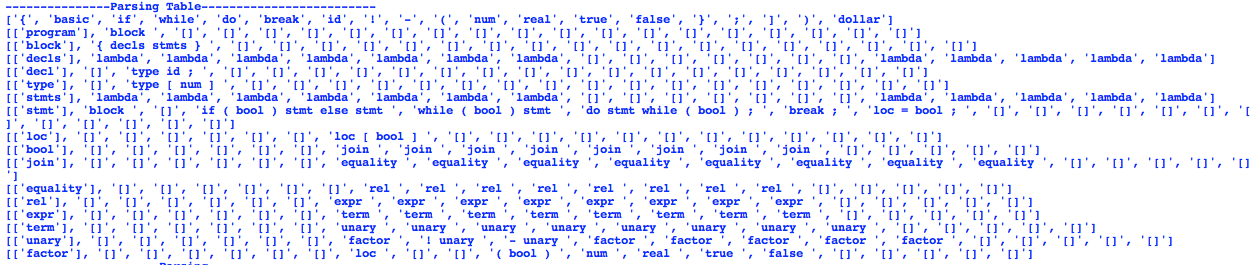 ---------------Parsing Table-------------------------
['{', 'basic', 'if', 'while', 'do', 'break', 'id', '!', '-', '(', 'num', 'real', 'true', 'false', '}', ';', ']', ')', 'dollar']
[['program'], 'block ', '[]', '[]', '[]', '[]', '[]', '[]', '[]', '[]', '[]', '[]', '[]', '[]', '[]', '[]', '[]', '[]', '[]', '[]']
[['block'], '{ decls stmts } ', '[]', '[]', '[]', '[]', '[]', '[]', '[]', '[]', '[]', '[]', '[]', '[]', '[]', '[]', '[]', '[]', '[]', '[]']
[['decls'], 'lambda', 'lambda', 'lambda', 'lambda', 'lambda', 'lambda', 'lambda', '[]', '[]', '[]', '[]', '[]', '[]', '[]', 'lambda', 'lambda', 'lambda', 'lambda', 'lambda']
[['decl'], '[]', 'type id ; ', '[]', '[]', '[]', '[]', '[]', '[]', '[]', '[]', '[]', '[]', '[]', '[]', '[]', '[]', '[]', '[]', '[]']
[['type'], '[]', 'type [ num ] ', '[]', '[]', '[]', '[]', '[]', '[]', '[]', '[]', '[]', '[]', '[]', '[]', '[]', '[]', '[]', '[]', '[]']
[['stmts'], 'lambda', 'lambda', 'lambda', 'lambda', 'lambda', 'lambda', 'lambda', '[]', '[]', '[]', '[]', '[]', '[]', '[]', 'lambda', 'lambda', 'lambda', 'lambda', 'lambda']
[['stmt'], 'block ', '[]', 'if ( bool ) stmt else stmt ', 'while ( bool ) stmt ', 'do stmt while ( bool ) ; ', 'break ; ', 'loc = bool ; ', '[]', '[]', '[]', '[]', '[]', '[]', '[
]', '[]', '[]', '[]', '[]', '[]']
[['loc'], '[]', '[]', '[]', '[]', '[]', '[]', 'loc [ bool ] ', '[]', '[]', '[]', '[]', '[]', '[]', '[]', '[]', '[]', '[]', '[]', '[]']
[['bool'], '[]', '[]', '[]', '[]', '[]', '[]', 'join ', 'join ', 'join ', 'join ', 'join ', 'join ', 'join ', 'join ', '[]', '[]', '[]', '[]', '[]']
[['join'], '[]', '[]', '[]', '[]', '[]', '[]', 'equality ', 'equality ', 'equality ', 'equality ', 'equality ', 'equality ', 'equality ', 'equality ', '[]', '[]', '[]', '[]', '[]
']
[['equality'], '[]', '[]', '[]', '[]', '[]', '[]', 'rel ', 'rel ', 'rel ', 'rel ', 'rel ', 'rel ', 'rel ', 'rel ', '[]', '[]', '[]', '[]', '[]']
[['rel'], '[]', '[]', '[]', '[]', '[]', '[]', 'expr ', 'expr ', 'expr ', 'expr ', 'expr ', 'expr ', 'expr ', 'expr ', '[]', '[]', '[]', '[]', '[]']
[['expr'], '[]', '[]', '[]', '[]', '[]', '[]', 'term ', 'term ', 'term ', 'term ', 'term ', 'term ', 'term ', 'term ', '[]', '[]', '[]', '[]', '[]']
[['term'], '[]', '[]', '[]', '[]', '[]', '[]', 'unary ', 'unary ', 'unary ', 'unary ', 'unary ', 'unary ', 'unary ', 'unary ', '[]', '[]', '[]', '[]', '[]']
[['unary'], '[]', '[]', '[]', '[]', '[]', '[]', 'factor ', '! unary ', '- unary ', 'factor ', 'factor ', 'factor ', 'factor ', 'factor ', '[]', '[]', '[]', '[]', '[]']
[['factor'], '[]', '[]', '[]', '[]', '[]', '[]', 'loc ', '[]', '[]', '( bool ) ', 'num ', 'real ', 'true ', 'false ', '[]', '[]', '[]', '[]', '[]']